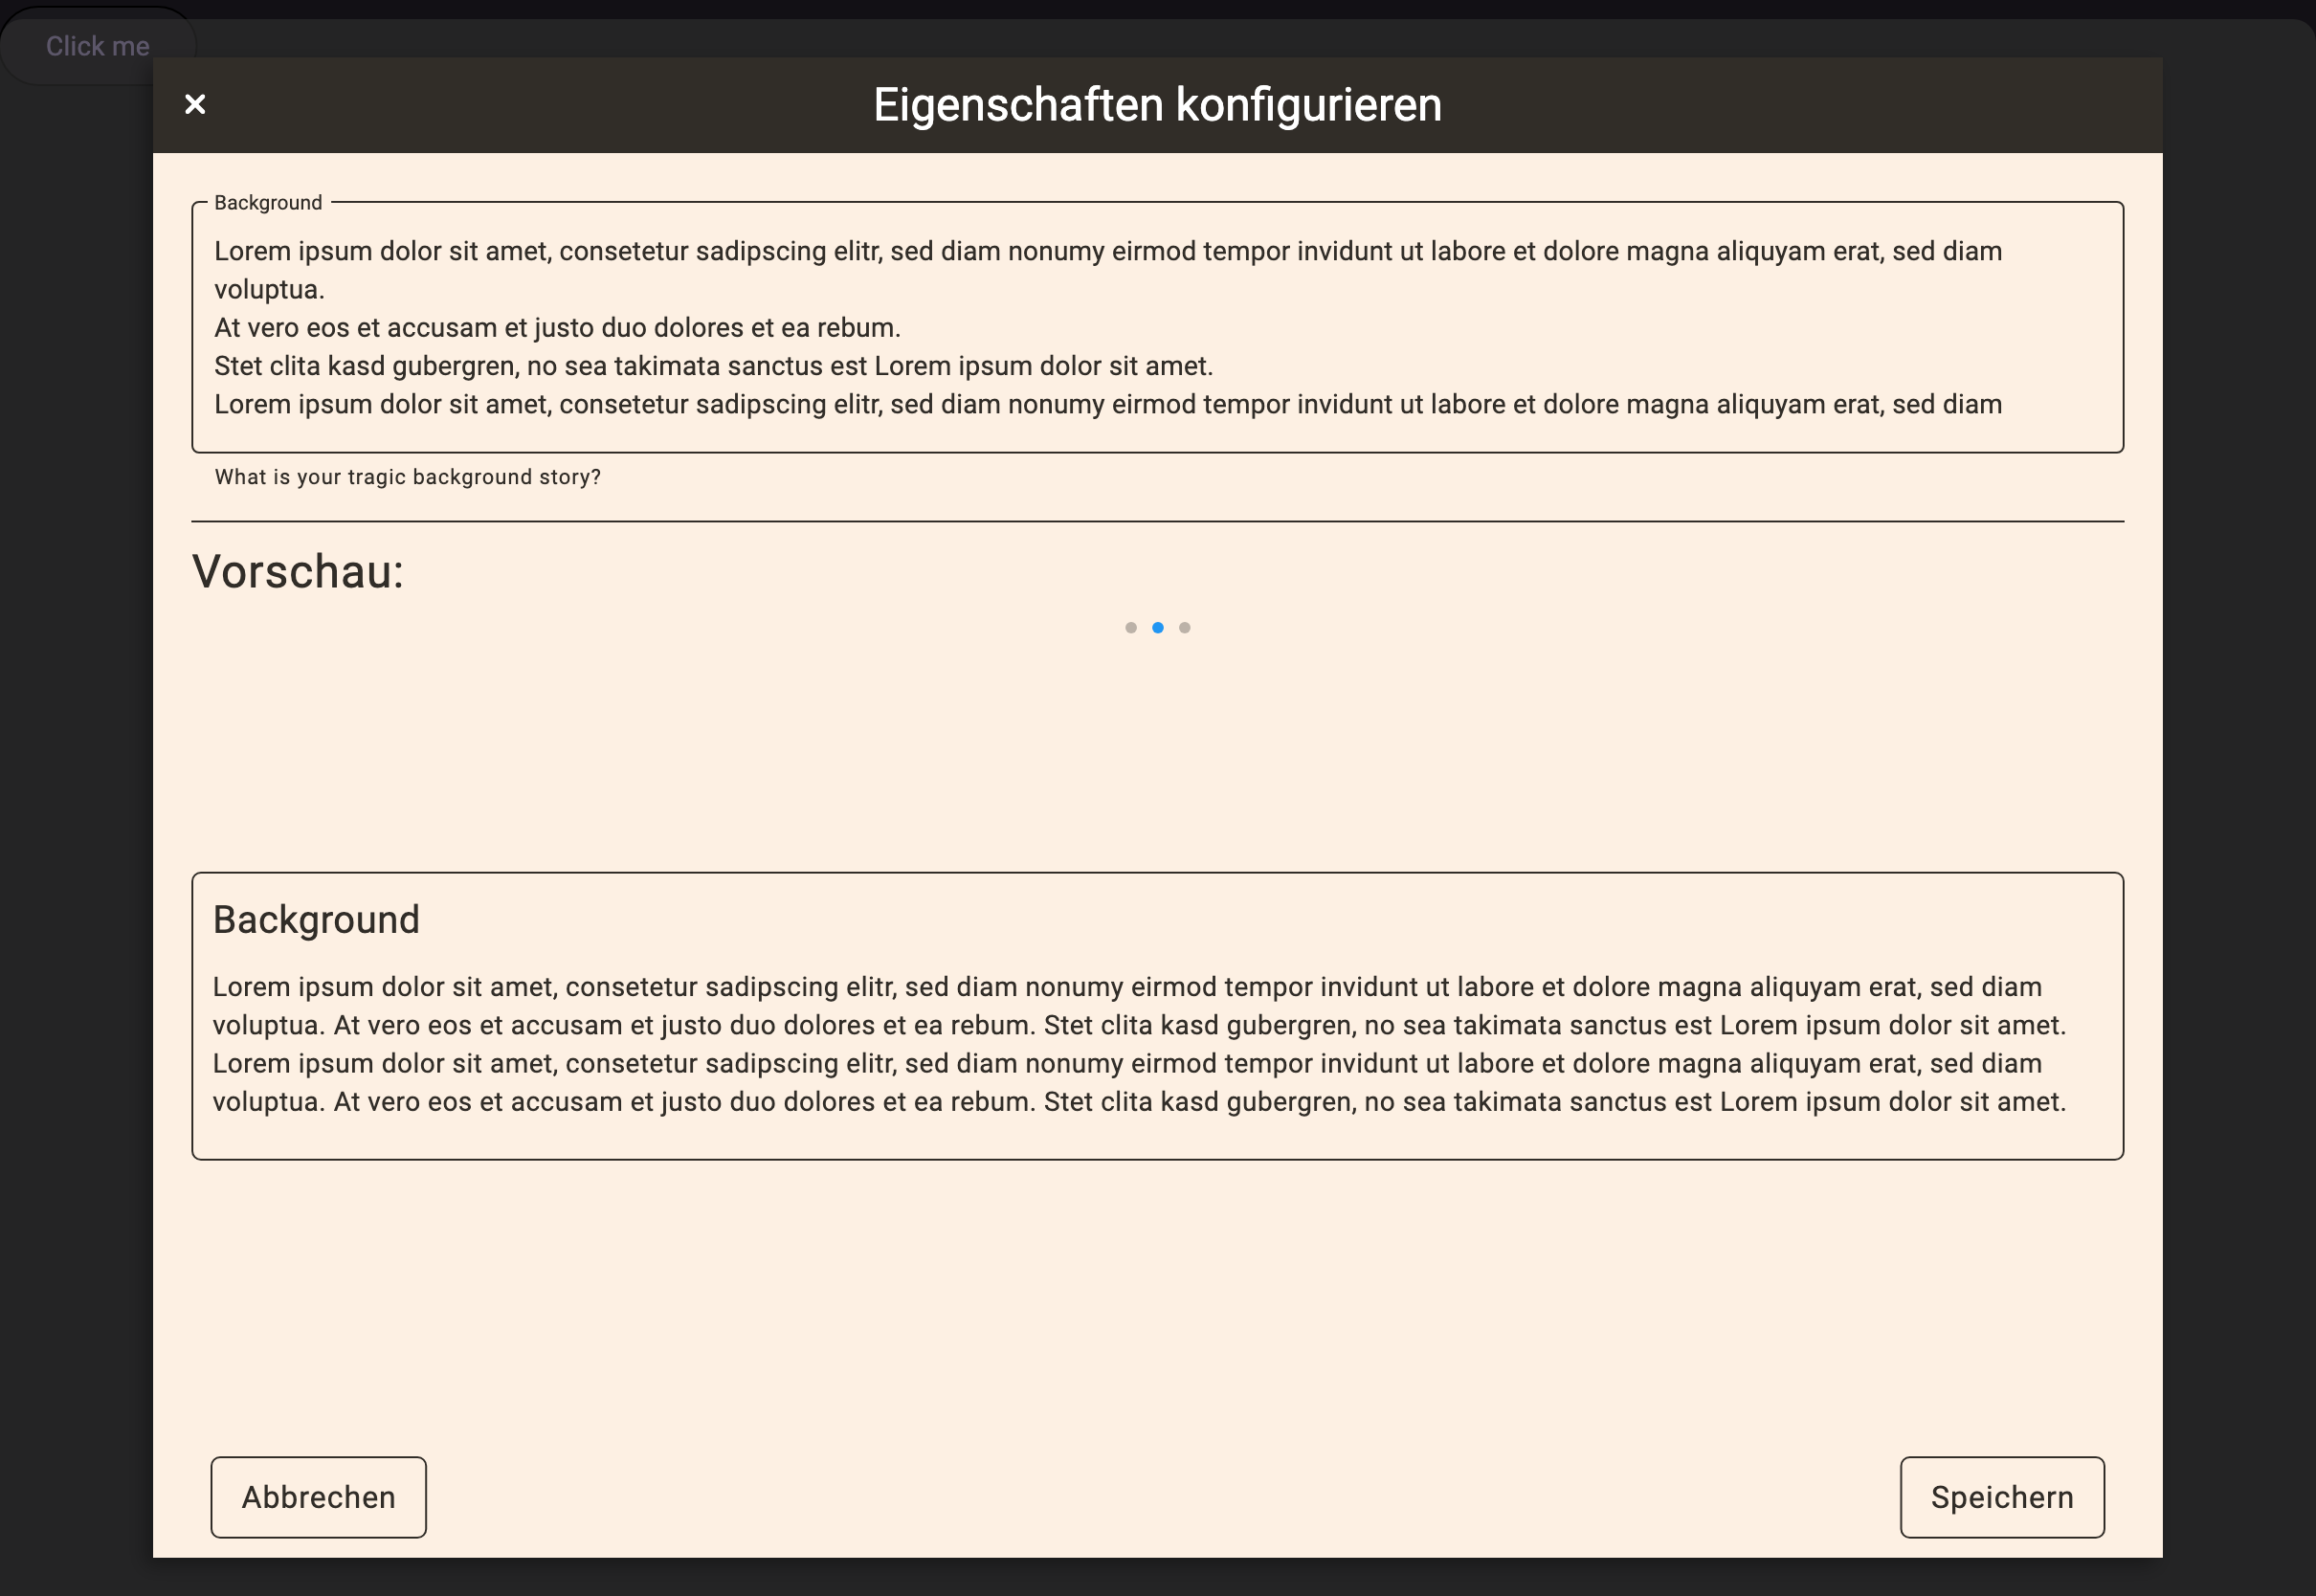 Click me
Eigenschaften konfigurieren
Background
Lorem ipsum dolor sit amet, consetetur sadipscing elitr, sed diam nonumy eirmod tempor invidunt ut labore et dolore magna aliquyam erat, sed diam
voluptua.
At vero eos et accusam et justo duo dolores et ea rebum.
Stet clita kasd gubergren, no sea takimata sanctus est Lorem ipsum dolor sit amet.
Lorem ipsum dolor sit amet, consetetur sadipscing elitr, sed diam nonumy eirmod tempor invidunt ut labore et dolore magna aliquyam erat, sed diam
What is your tragic background story?
Vorschau:
Background
Lorem ipsum dolor sit amet, consetetur sadipscing elitr, sed diam nonumy eirmod tempor invidunt ut labore et dolore magna aliquyam erat, sed diam
voluptua. At vero eos et accusam et justo duo dolores et ea rebum. Stet clita kasd gubergren, no sea takimata sanctus est Lorem ipsum dolor sit amet.
Lorem ipsum dolor sit amet, consetetur sadipscing elitr, sed diam nonumy eirmod tempor invidunt ut labore et dolore magna aliquyam erat, sed diam
voluptua. At vero eos et accusam et justo duo dolores et ea rebum. Stet clita kasd gubergren, no sea takimata sanctus est Lorem ipsum dolor sit amet.
Abbrechen
Speichern